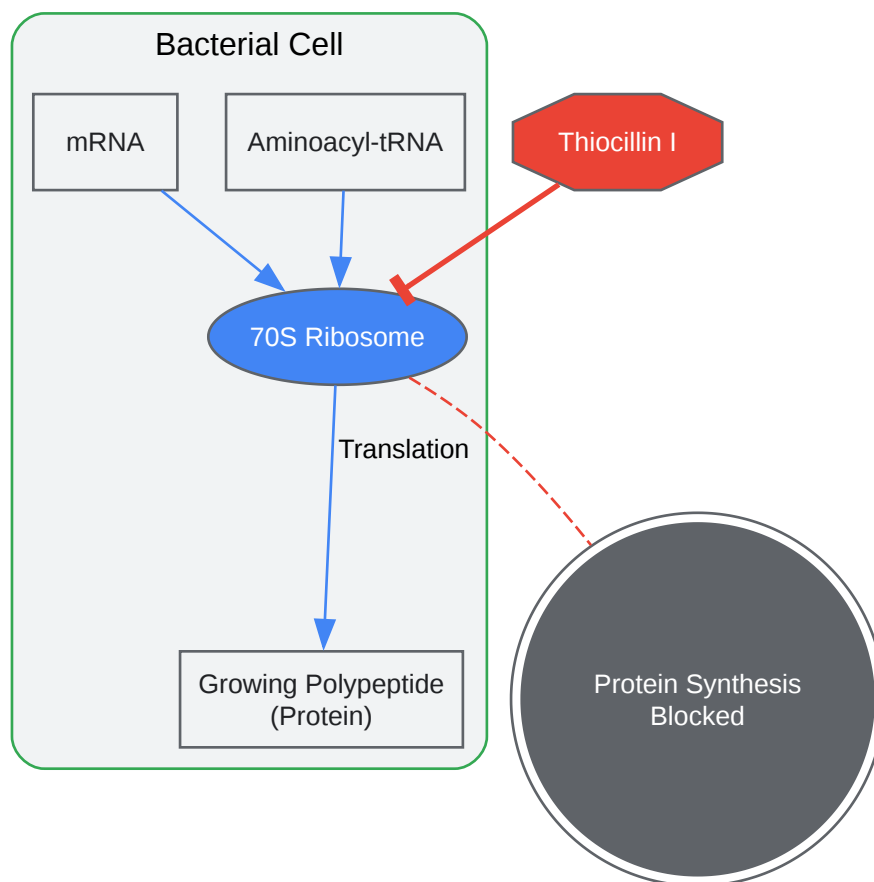 Bacterial Cell
mRNA
Aminoacyl-tRNA
Thiocillin I
70S Ribosome
Translation
Growing Polypeptide
(Protein)
Protein Synthesis
Blocked